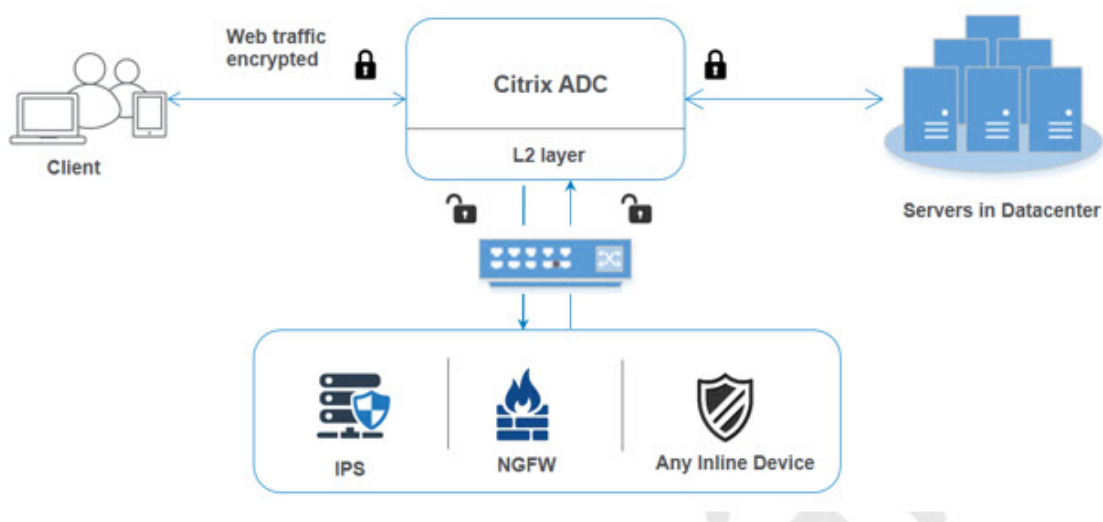 Web traffic
encrypted
Citrix ADC
L2 layer
Client
Servers in Datacenter
IPS
NGFW
Any Inline Device